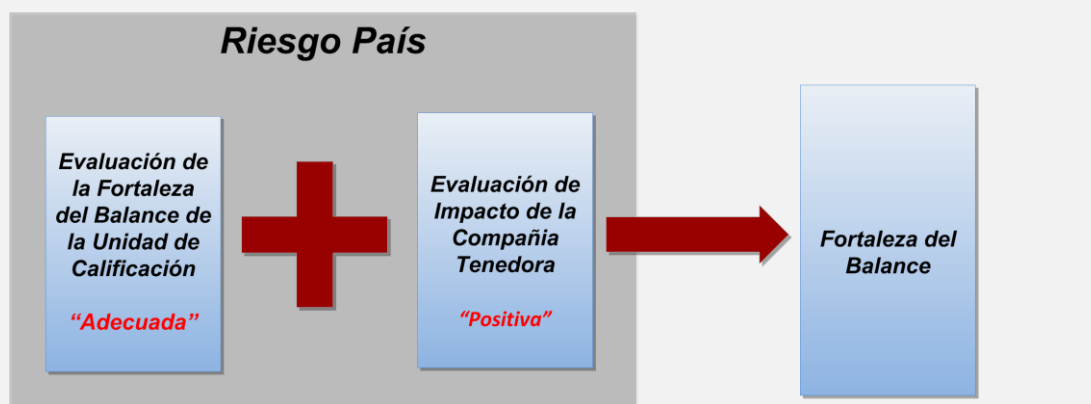 Riesgo País
Evaluación de
la Fortaleza
del Balance de
la Unidad de
Calificación
“Adecuada”
Evaluación de
Impacto de la
Compañia
Tenedora
“Positiva”
Fortaleza del
Balance